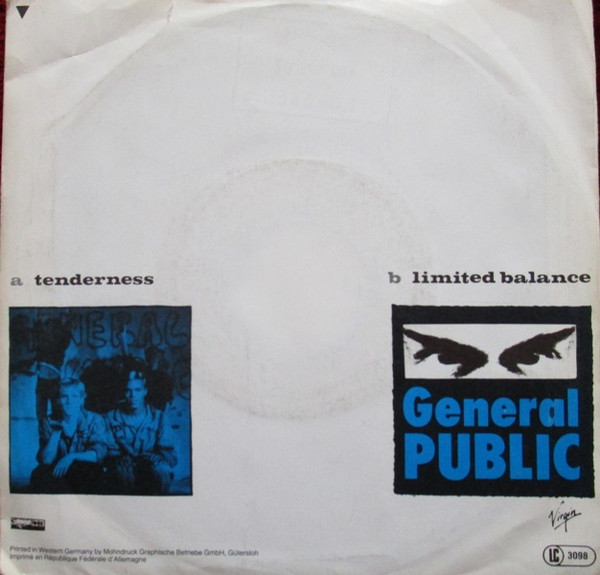 a tenderness
b limited balance
GENERAL
General
PUBLIC
Virgin
Printed in Western Germany by Mohndruck Graphische Betriebe GmbH, Gütersloh
Imprimé en République Fédérale d'Allemagne
LC 3098